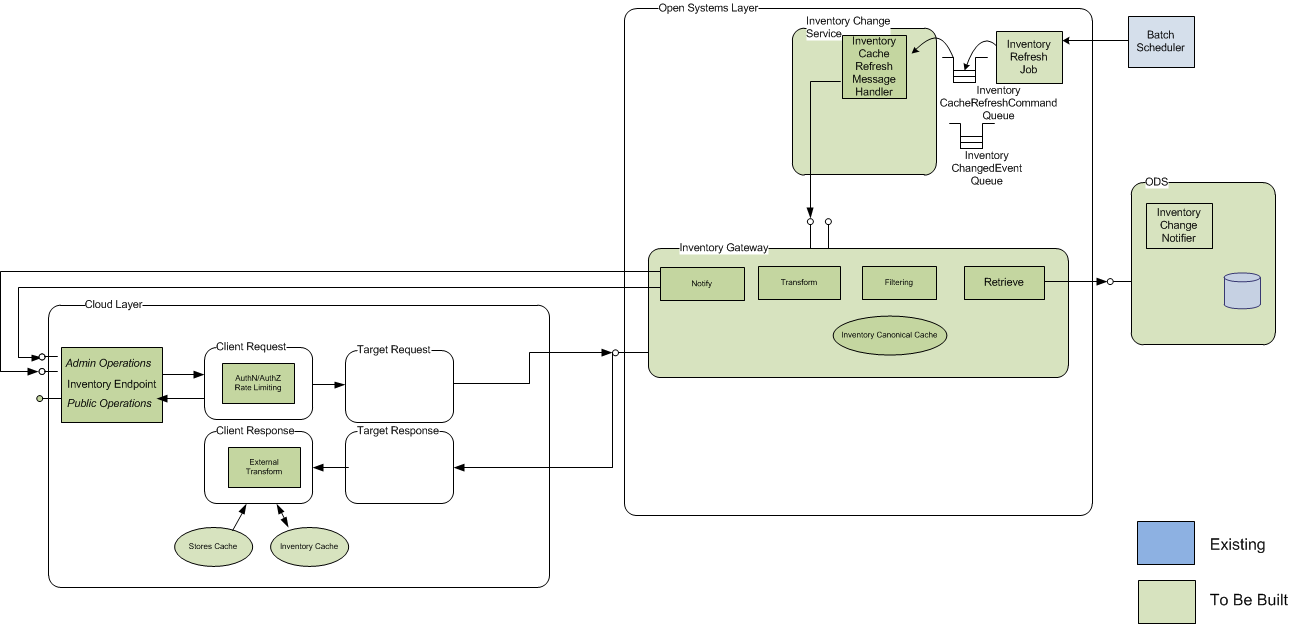 Open Systems Layer
Inventory Change
Service
Inventory
Cache
Refresh
Message
Handler
Inventory
Refresh
Job
Batch
Scheduler
Inventory
CacheRefreshCommand
Queue
Inventory
ChangedEvent
Queue
ODS
Inventory
Change
Notifier
Inventory Gateway
Notify
Transform
Filtering
Retrieve
Inventory Canonical Cache
Cloud Layer
Admin Operations
Inventory Endpoint
Public Operations
Client Request
AuthN/AuthZ
Rate Limiting
Target Request
Client Response
External
Transform
Target Response
Stores Cache
Inventory Cache
Existing
To Be Built